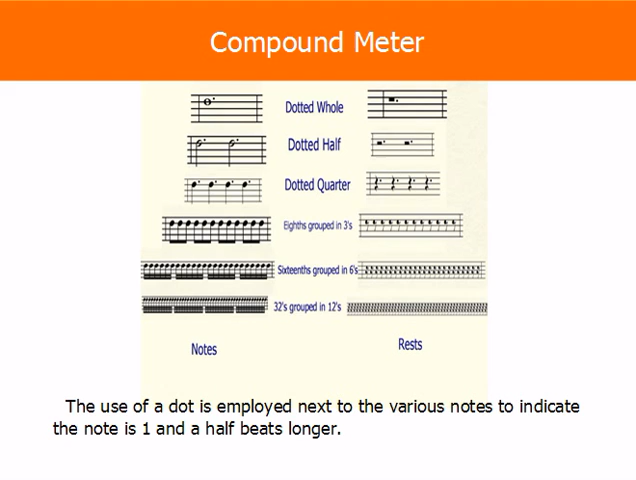 Compound Meter
Dotted Whole
Dotted Half
Dotted Quarter
Eighths grouped in 3's
Sixteenths grouped in 6's
32's grouped in 12's
Notes
Rests
The use of a dot is employed next to the various notes to indicate
the note is 1 and a half beats longer.